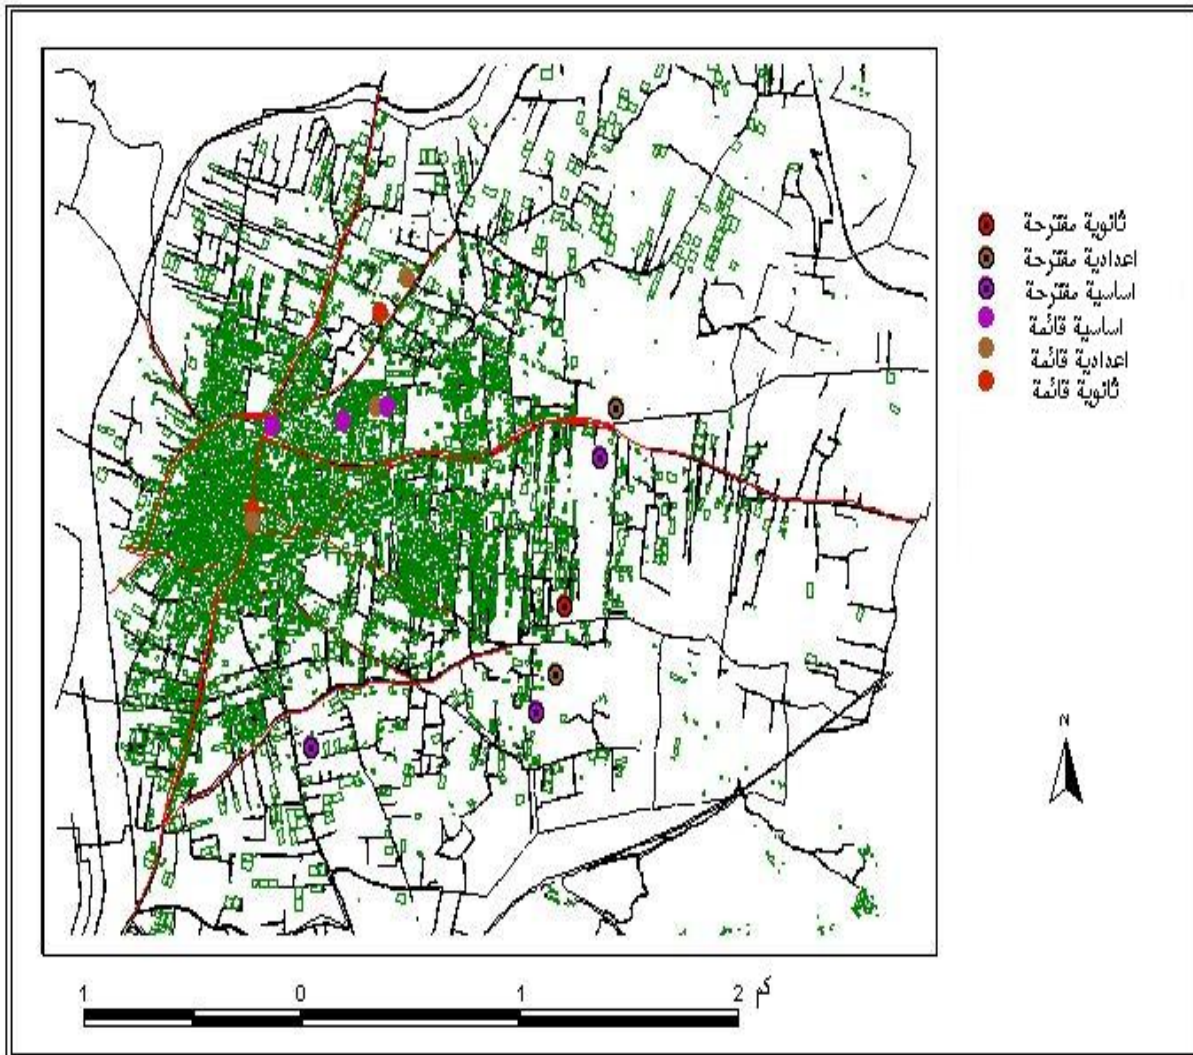 ثانوية مقترحة
اعدادية مقترحة
اساسية مقترحة
اساسية قائمة
اعدادية قائمة
ثانوية قائمة
N
1 0 1 2 كم